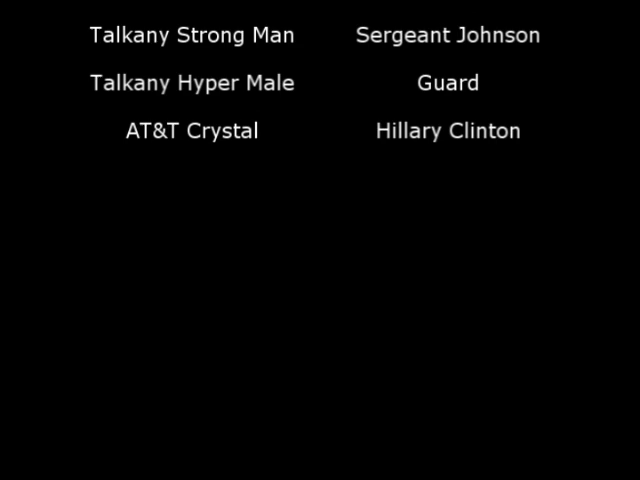 Talkany Strong Man Sergeant Johnson
Talkany Hyper Male Guard
AT&T Crystal Hillary Clinton